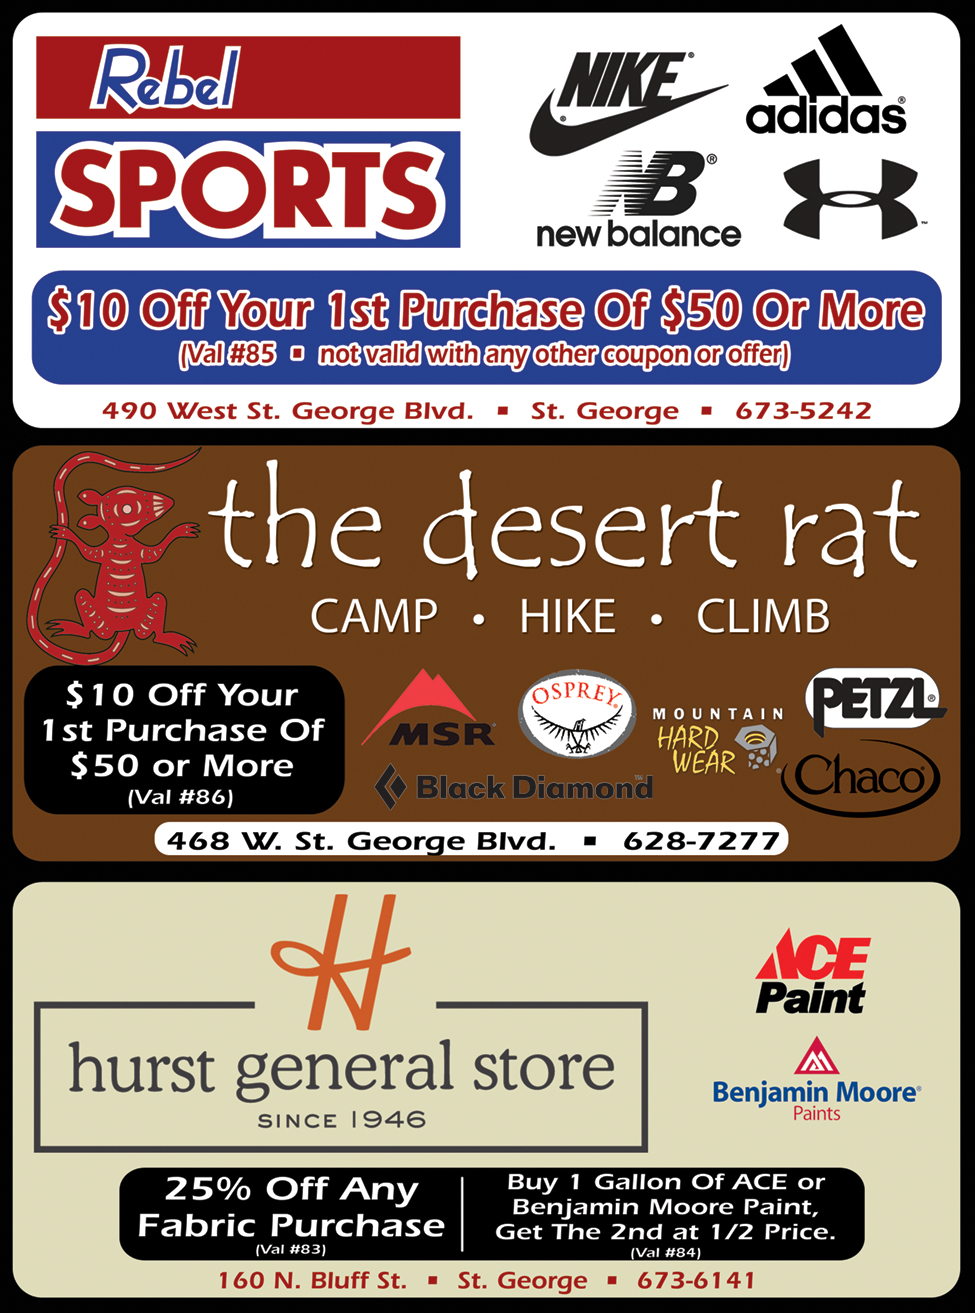 Rebel
SPORTS
NIKE®
®
adidas®
NB®
new balance
™
$10 Off Your 1st Purchase Of $50 Or More
(Val #85 ▪ not valid with any other coupon or offer)
490 West St. George Blvd. ▪ St. George ▪ 673-5242
the desert rat
CAMP • HIKE • CLIMB
$10 Off Your
1st Purchase Of
$50 or More
(Val #86)
MSR®
OSPREY®
MOUNTAIN
HARD
WEAR®
PETZL®
Black Diamond™
Chaco®
468 W. St. George Blvd. ▪ 628-7277
H
hurst general store
SINCE 1946
ACE
Paint
Benjamin Moore®
Paints
25% Off Any
Fabric Purchase
(Val #83)
Buy 1 Gallon Of ACE or
Benjamin Moore Paint,
Get The 2nd at 1/2 Price.
(Val #84)
160 N. Bluff St. ▪ St. George ▪ 673-6141